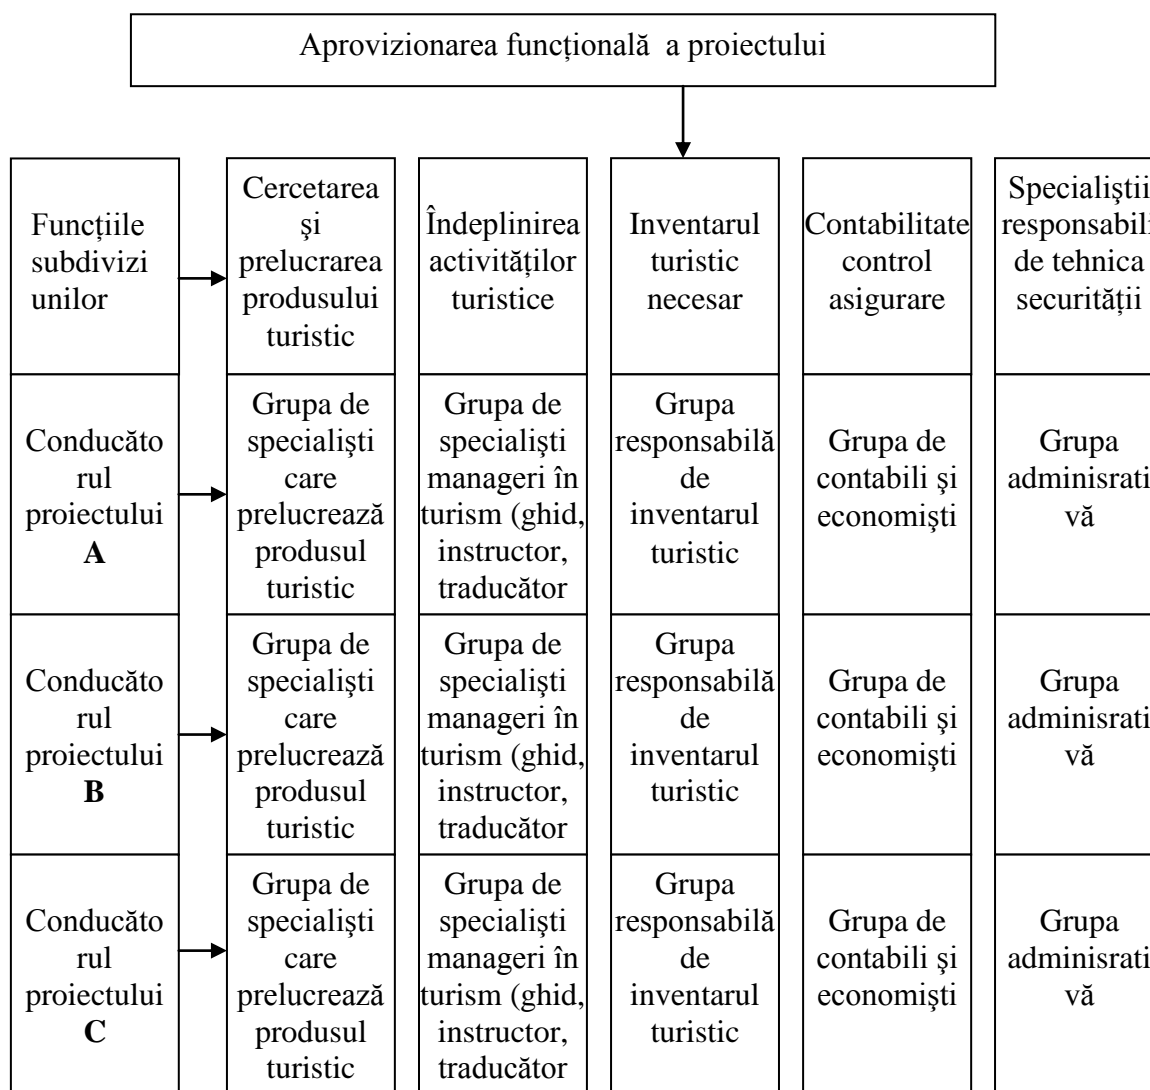 Aprovizionarea funcțională a proiectului
Funcțiile
subdivizi
unilor
Cercetarea
şi
prelucrarea
produsului
turistic
Îndeplinirea
activităților
turistice
Inventarul
turistic
necesar
Contabilitate
control
asigurare
Specialiştii
responsabili
de tehnica
securității
Conducăto
rul
proiectului
A
Grupa de
specialişti
care
prelucrează
produsul
turistic
Grupa de
specialişti
manageri în
turism (ghid,
instructor,
traducător
Grupa
responsabilă
de
inventarul
turistic
Grupa de
contabili şi
economişti
Grupa
adminisrati
vă
Conducăto
rul
proiectului
B
Grupa de
specialişti
care
prelucrează
produsul
turistic
Grupa de
specialişti
manageri în
turism (ghid,
instructor,
traducător
Grupa
responsabilă
de
inventarul
turistic
Grupa de
contabili şi
economişti
Grupa
adminisrati
vă
Conducăto
rul
proiectului
C
Grupa de
specialişti
care
prelucrează
produsul
turistic
Grupa de
specialişti
manageri în
turism (ghid,
instructor,
traducător
Grupa
responsabilă
de
inventarul
turistic
Grupa de
contabili şi
economişti
Grupa
adminisrati
vă